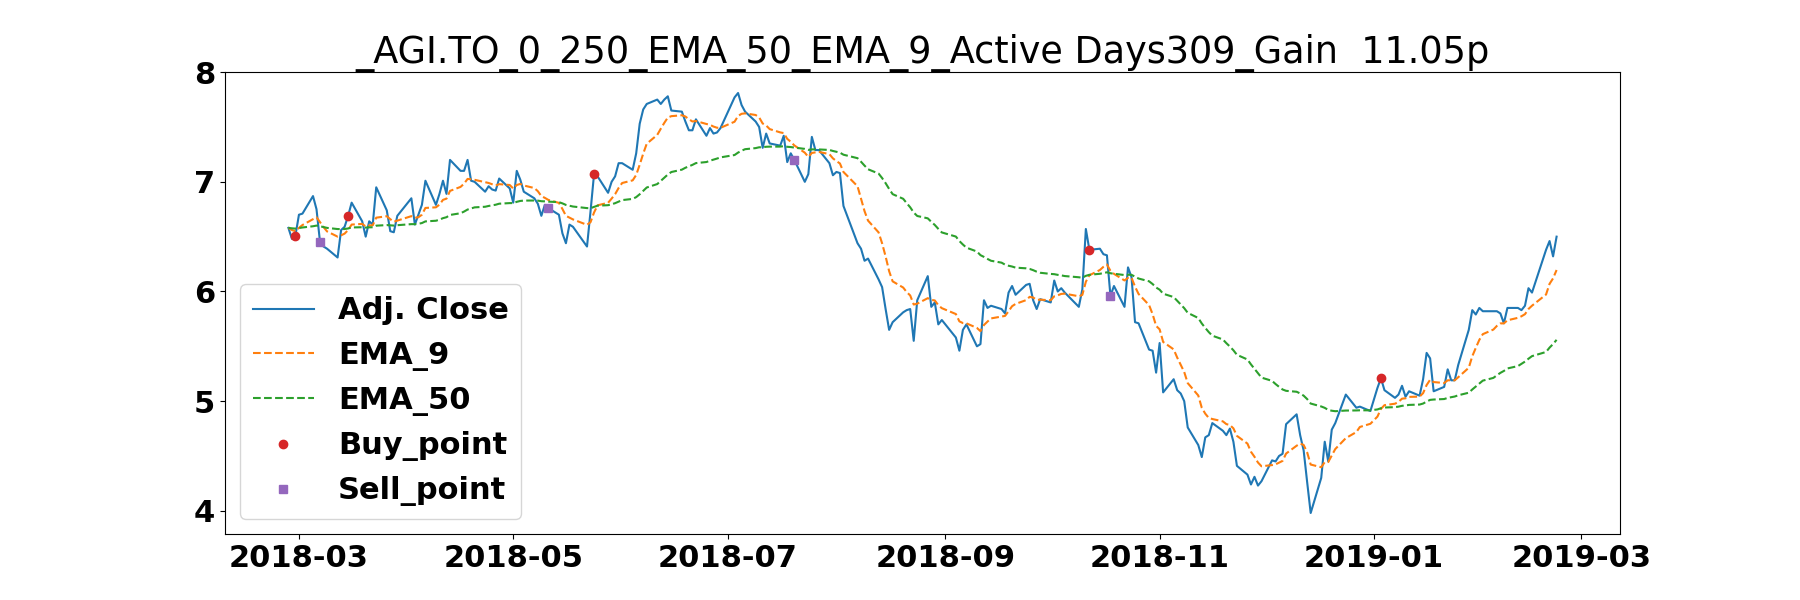 _AGI.TO_0_250_EMA_50_EMA_9_Active Days309_Gain  11.05p
8
7
6
5
4
Adj. Close
EMA_9
EMA_50
Buy_point
Sell_point
2018-03 2018-05 2018-07 2018-09 2018-11 2019-01 2019-03